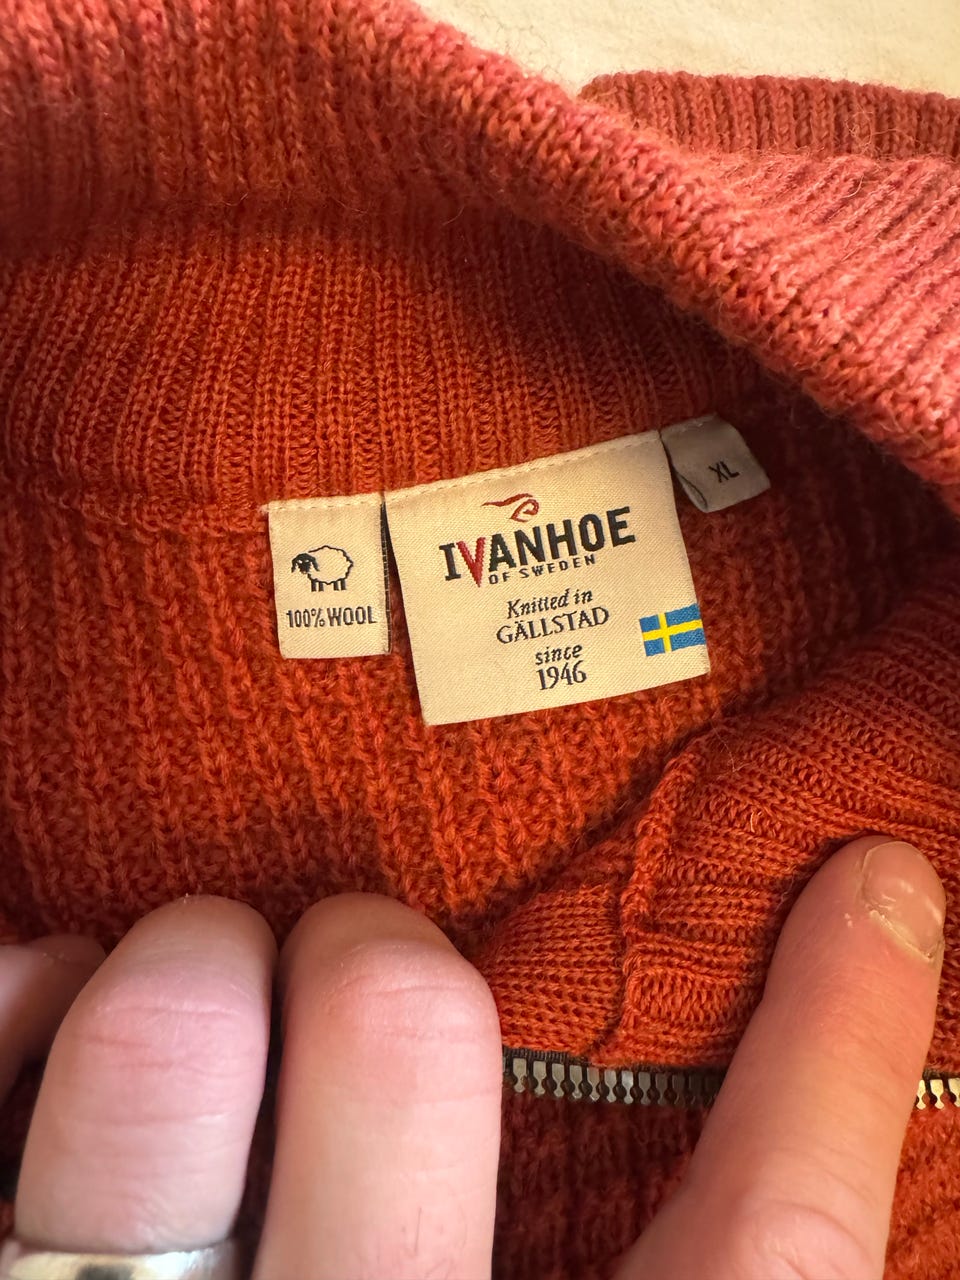 100% WOOL
IVANHOE
OF SWEDEN
Knitted in
GÄLLSTAD
since
1946
XL